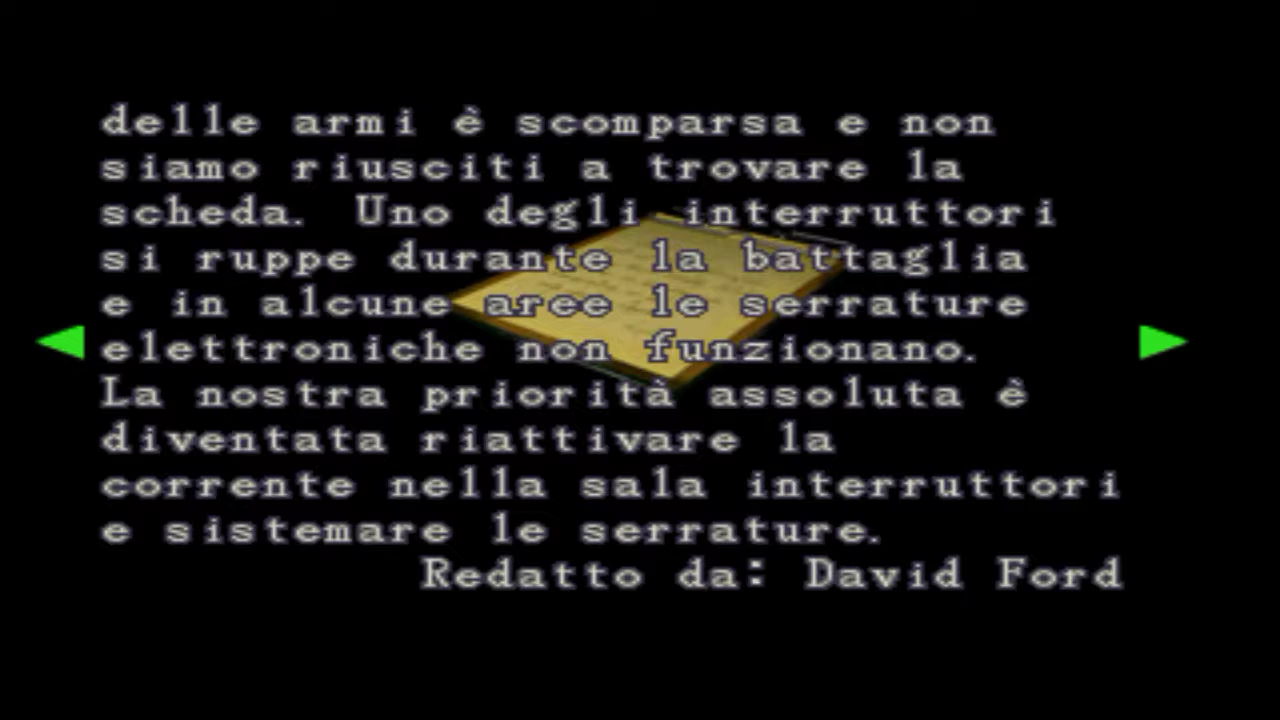 delle armi è scomparsa e non
siamo riusciti a trovare la
scheda. Uno degli interruttori
si ruppe durante la battaglia
e in alcune aree le serrature
elettroniche non funzionano.
La nostra priorità assoluta è
diventata riattivare la
corrente nella sala interruttori
e sistemare le serrature.
Redatto da: David Ford